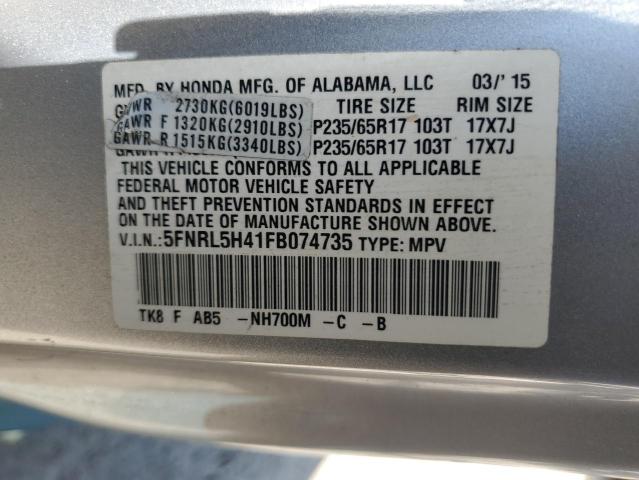 MFD. BY HONDA MFG. OF ALABAMA, LLC 03/'15
GVWR 2730KG(6019LBS) TIRE SIZE RIM SIZE
GAWR F 1320KG(2910LBS) P235/65R17 103T 17X7J
GAWR R 1515KG(3340LBS) P235/65R17 103T 17X7J
THIS VEHICLE CONFORMS TO ALL APPLICABLE
FEDERAL MOTOR VEHICLE SAFETY
AND THEFT PREVENTION STANDARDS IN EFFECT
ON THE DATE OF MANUFACTURE SHOWN ABOVE.
V.I.N.:5FNRL5H41FB074735 TYPE: MPV
TK8 F AB5 -NH700M -C -B